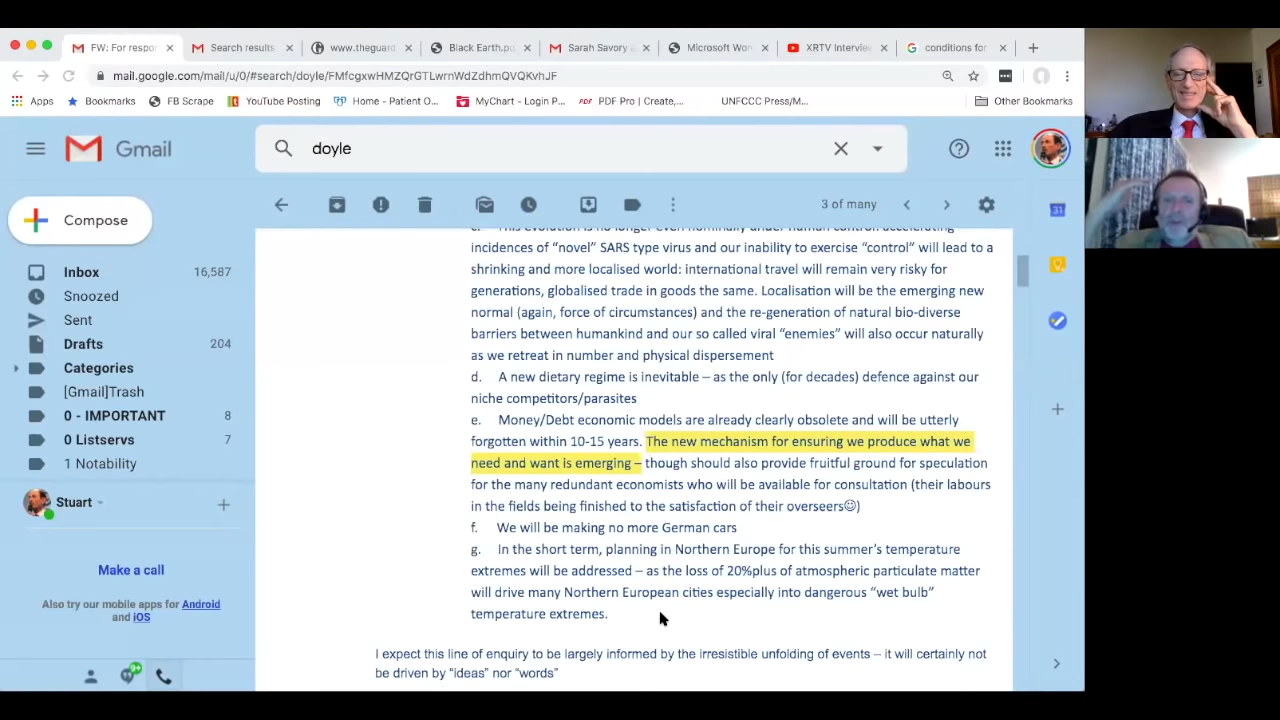 FW: For respo
Search results
www.theguard
Black Earth.p
Sarah Savory a
Microsoft Wor
XRTV Interview
conditions for
mail.google.com/mail/u/0/#search/doyle/FMfcgxwHMZQrGTLwrnWdZdhmQVQKvhJF
Apps
Bookmarks
FB Scrape
YouTube Posting
Home - Patient O...
MyChart - Login P...
PDF Pro | Create,...
UNFCCC Press/M...
Other Bookmarks
Gmail
doyle
Compose
3 of many
31
Inbox 16,587
Snoozed
Sent
Drafts 204
Categories
[Gmail]Trash
0 - IMPORTANT 8
0 Listservs 7
1 Notability
Stuart
Make a call
Also try our mobile apps for Android
and iOS
9+
c. This evolution is no longer even nominally under human control: accelerating
incidences of “novel” SARS type virus and our inability to exercise “control” will lead to a
shrinking and more localised world: international travel will remain very risky for
generations, globalised trade in goods the same. Localisation will be the emerging new
normal (again, force of circumstances) and the re-generation of natural bio-diverse
barriers between humankind and our so called viral “enemies” will also occur naturally
as we retreat in number and physical dispersement
d. A new dietary regime is inevitable – as the only (for decades) defence against our
niche competitors/parasites
e. Money/Debt economic models are already clearly obsolete and will be utterly
forgotten within 10-15 years. The new mechanism for ensuring we produce what we
need and want is emerging – though should also provide fruitful ground for speculation
for the many redundant economists who will be available for consultation (their labours
in the fields being finished to the satisfaction of their overseers☺)
f. We will be making no more German cars
g. In the short term, planning in Northern Europe for this summer’s temperature
extremes will be addressed – as the loss of 20%plus of atmospheric particulate matter
will drive many Northern European cities especially into dangerous “wet bulb”
temperature extremes.
I expect this line of enquiry to be largely informed by the irresistible unfolding of events – it will certainly not
be driven by “ideas” nor “words”